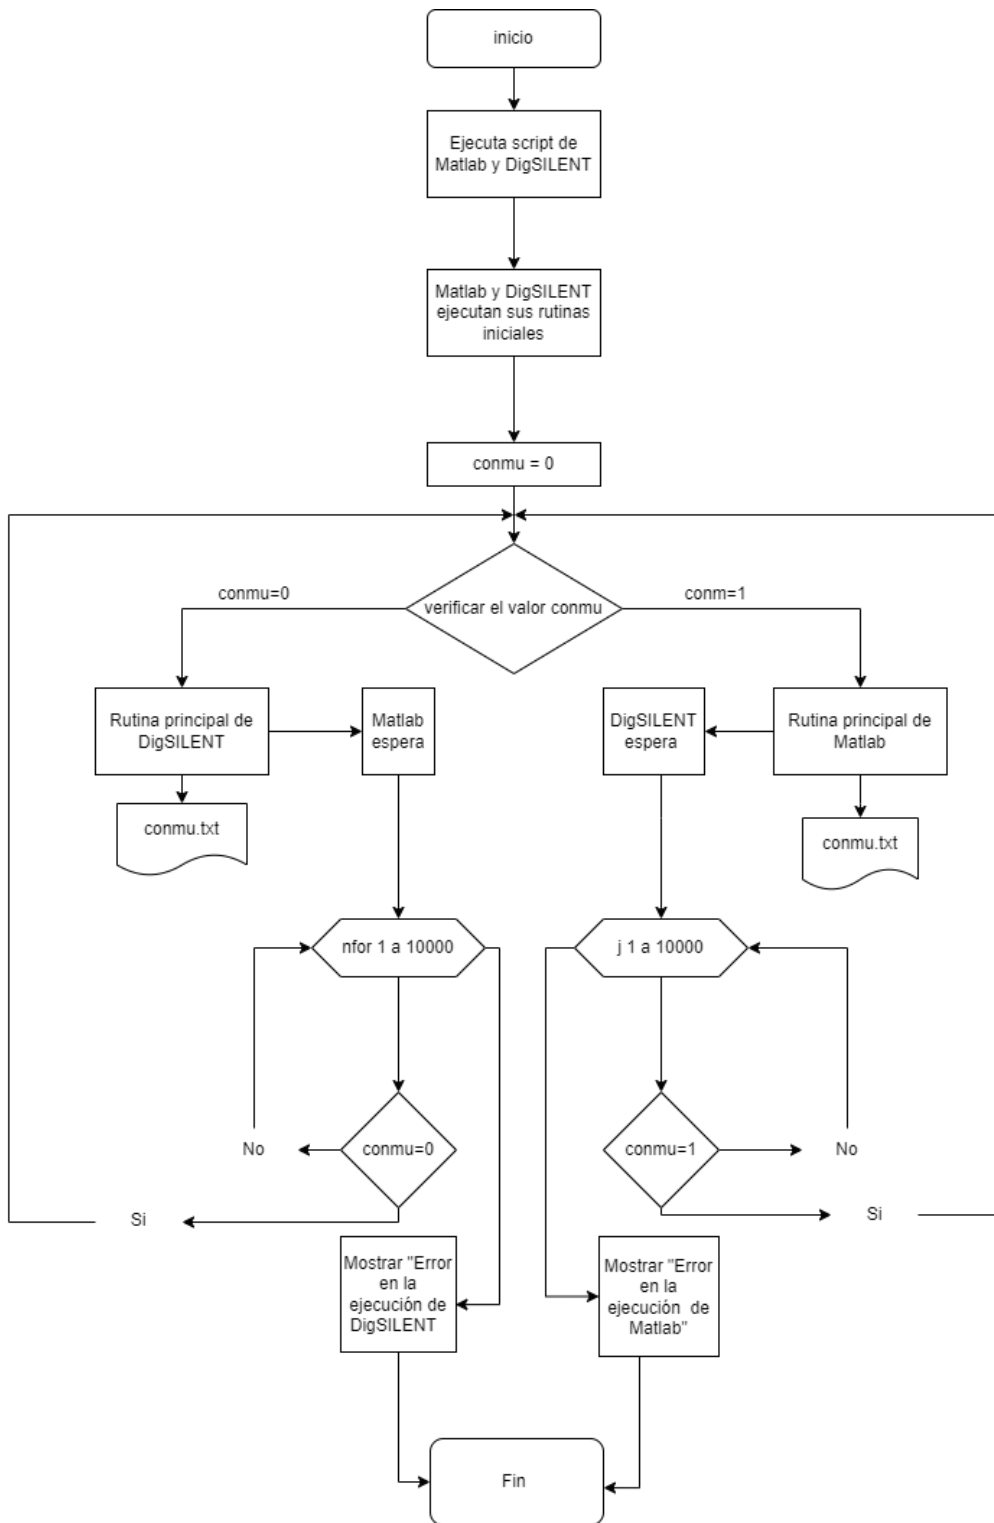 inicio
Ejecuta script de
Matlab y DigSILENT
Matlab y DigSILENT
ejecutan sus rutinas
iniciales
conmu = 0
conmu=0
verificar el valor conmu
conm=1
Rutina principal de
DigSILENT
Matlab
espera
DigSILENT
espera
Rutina principal de
Matlab
conmu.txt
conmu.txt
nfor 1 a 10000
j 1 a 10000
No
conmu=0
conmu=1
No
Si
Si
Mostrar "Error
en la
ejecución de
DigSILENT
Mostrar "Error
en la
ejecución de
Matlab"
Fin